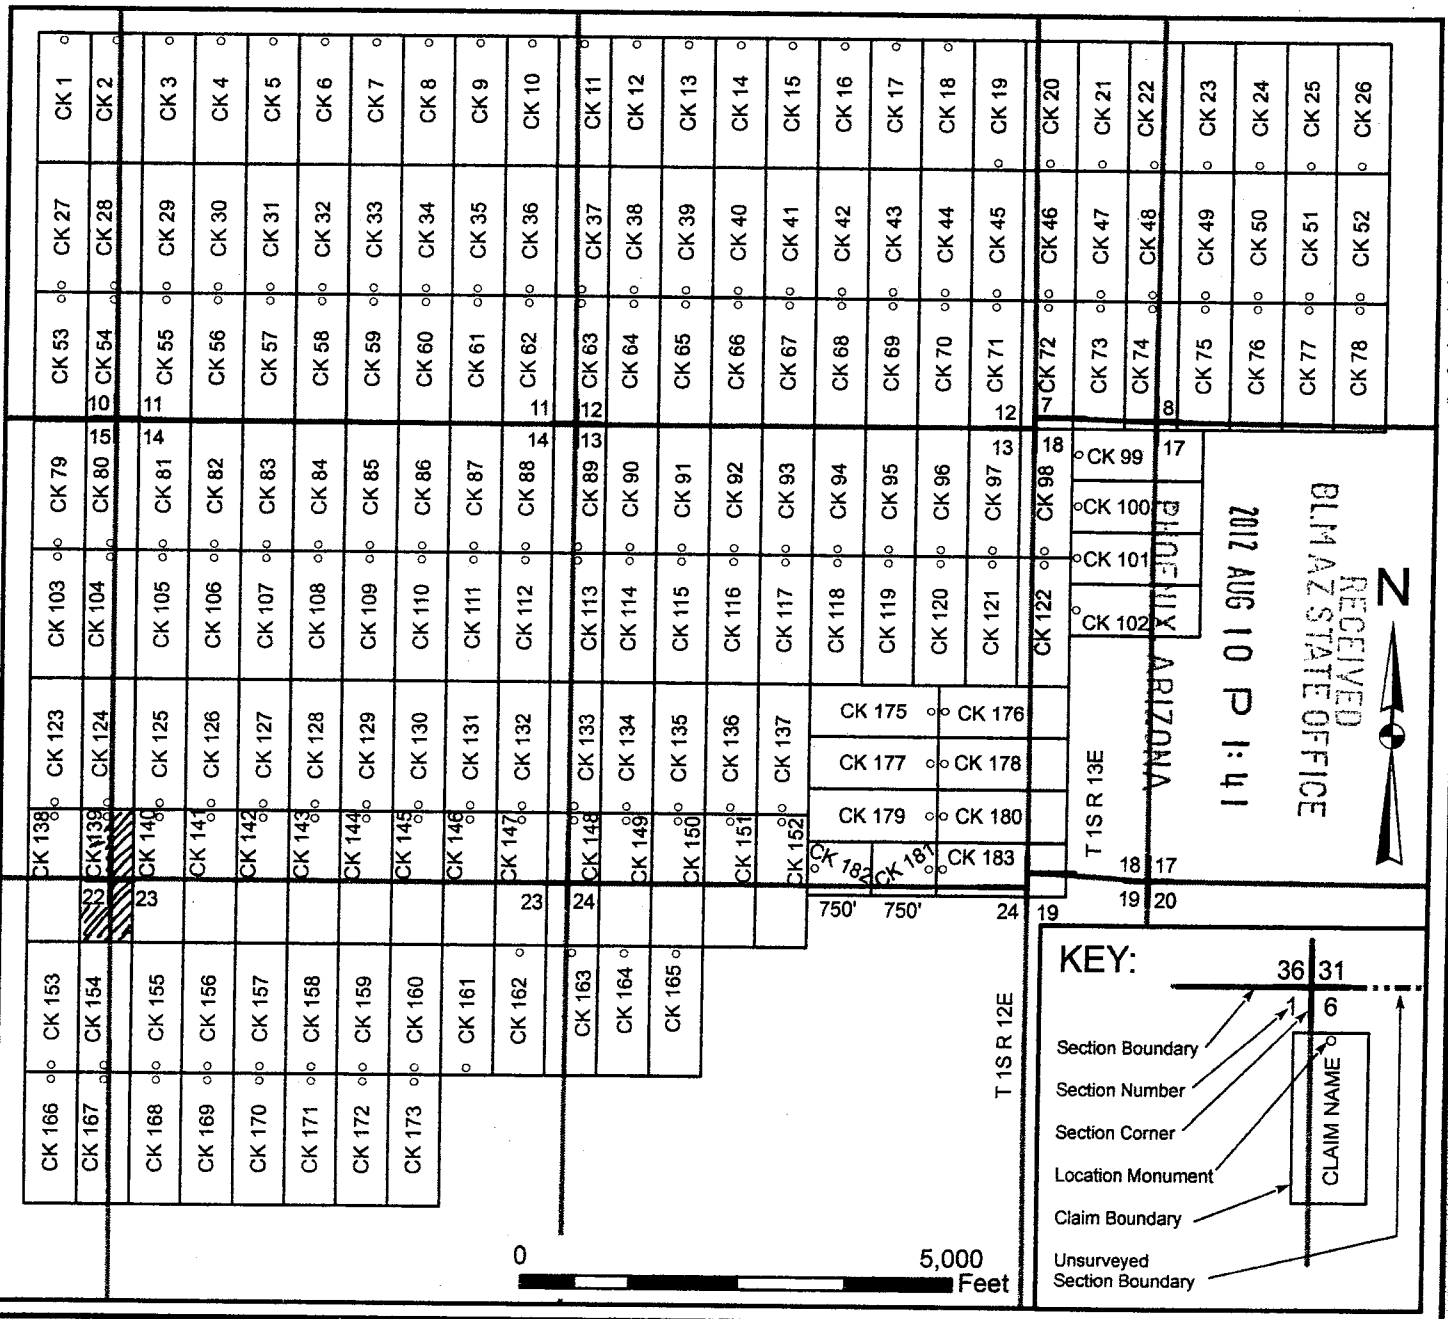 CK 1 CK 2 CK 3 CK 4 CK 5 CK 6 CK 7 CK 8 CK 9 CK 10 CK 11 CK 12 CK 13 CK 14 CK 15 CK 16 CK 17 CK 18 CK 19 CK 20 CK 21 CK 22 CK 23 CK 24 CK 25 CK 26
CK 27 CK 28 CK 29 CK 30 CK 31 CK 32 CK 33 CK 34 CK 35 CK 36 CK 37 CK 38 CK 39 CK 40 CK 41 CK 42 CK 43 CK 44 CK 45 CK 46 CK 47 CK 48 CK 49 CK 50 CK 51 CK 52
CK 53 CK 54 CK 55 CK 56 CK 57 CK 58 CK 59 CK 60 CK 61 CK 62 CK 63 CK 64 CK 65 CK 66 CK 67 CK 68 CK 69 CK 70 CK 71 CK 72 CK 73 CK 74 CK 75 CK 76 CK 77 CK 78
10 11 11 12 12 7 8
15 14 14 13 13 18 17
CK 79 CK 80 CK 81 CK 82 CK 83 CK 84 CK 85 CK 86 CK 87 CK 88 CK 89 CK 90 CK 91 CK 92 CK 93 CK 94 CK 95 CK 96 CK 97 CK 98
CK 99
CK 100
CK 101
CK 102
CK 103 CK 104 CK 105 CK 106 CK 107 CK 108 CK 109 CK 110 CK 111 CK 112 CK 113 CK 114 CK 115 CK 116 CK 117 CK 118 CK 119 CK 120 CK 121 CK 122
CK 123 CK 124 CK 125 CK 126 CK 127 CK 128 CK 129 CK 130 CK 131 CK 132 CK 133 CK 134 CK 135 CK 136 CK 137
CK 175 CK 176
CK 177 CK 178
CK 179 CK 180
CK 182 CK 181 CK 183
CK 138 CK 139 CK 140 CK 141 CK 142 CK 143 CK 144 CK 145 CK 146 CK 147 CK 148 CK 149 CK 150 CK 151 CK 152
18 17
22 23 23 24 24 19 19 20
750' 750'
CK 153 CK 154 CK 155 CK 156 CK 157 CK 158 CK 159 CK 160 CK 161 CK 162 CK 163 CK 164 CK 165
CK 166 CK 167 CK 168 CK 169 CK 170 CK 171 CK 172 CK 173
T 1S R 13E
T 1S R 12E
RECEIVED
BLM AZ STATE OFFICE
2012 AUG 10 P 1:41
PHOENIX, ARIZONA
N
KEY:
36 31
1 6
Section Boundary
Section Number
Section Corner
Location Monument
Claim Boundary
Unsurveyed
Section Boundary
CLAIM NAME
0 5,000
Feet